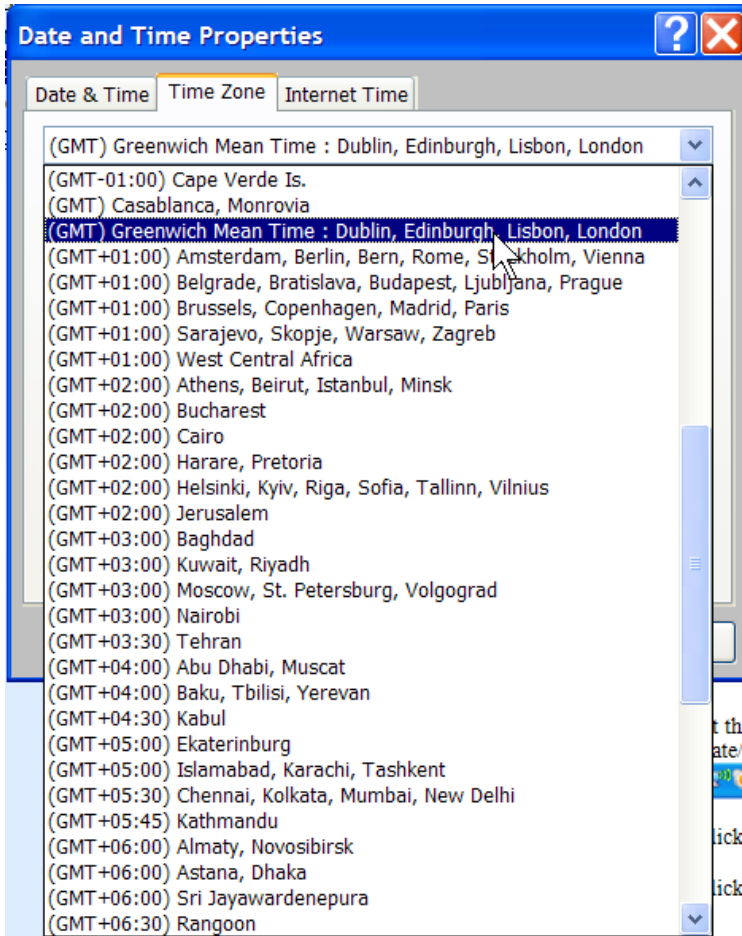 Date and Time Properties
Date & Time
Time Zone
Internet Time
(GMT) Greenwich Mean Time : Dublin, Edinburgh, Lisbon, London
(GMT-01:00) Cape Verde Is.
(GMT) Casablanca, Monrovia
(GMT) Greenwich Mean Time : Dublin, Edinburgh, Lisbon, London
(GMT+01:00) Amsterdam, Berlin, Bern, Rome, Stockholm, Vienna
(GMT+01:00) Belgrade, Bratislava, Budapest, Ljubljana, Prague
(GMT+01:00) Brussels, Copenhagen, Madrid, Paris
(GMT+01:00) Sarajevo, Skopje, Warsaw, Zagreb
(GMT+01:00) West Central Africa
(GMT+02:00) Athens, Beirut, Istanbul, Minsk
(GMT+02:00) Bucharest
(GMT+02:00) Cairo
(GMT+02:00) Harare, Pretoria
(GMT+02:00) Helsinki, Kyiv, Riga, Sofia, Tallinn, Vilnius
(GMT+02:00) Jerusalem
(GMT+03:00) Baghdad
(GMT+03:00) Kuwait, Riyadh
(GMT+03:00) Moscow, St. Petersburg, Volgograd
(GMT+03:00) Nairobi
(GMT+03:30) Tehran
(GMT+04:00) Abu Dhabi, Muscat
(GMT+04:00) Baku, Tbilisi, Yerevan
(GMT+04:30) Kabul
(GMT+05:00) Ekaterinburg
(GMT+05:00) Islamabad, Karachi, Tashkent
(GMT+05:30) Chennai, Kolkata, Mumbai, New Delhi
(GMT+05:45) Kathmandu
(GMT+06:00) Almaty, Novosibirsk
(GMT+06:00) Astana, Dhaka
(GMT+06:00) Sri Jayawardenepura
(GMT+06:30) Rangoon